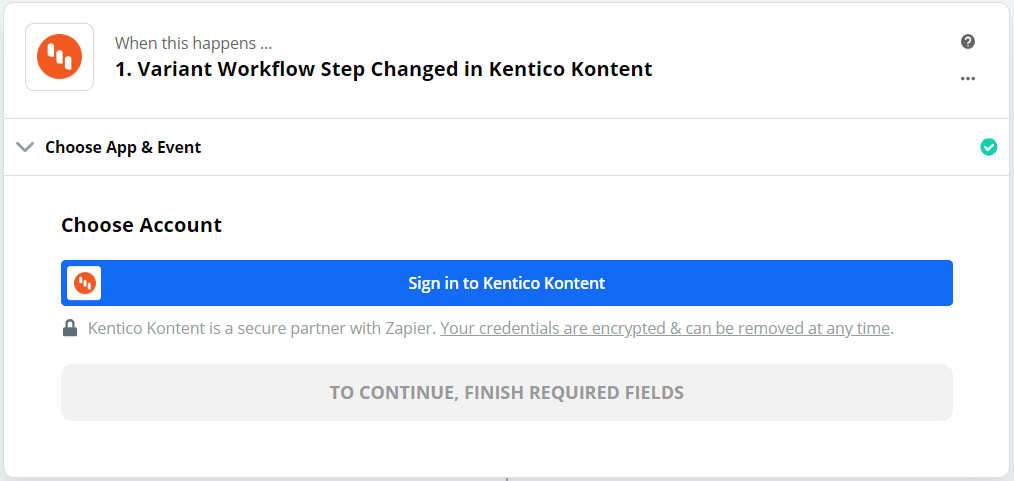 When this happens ...
1. Variant Workflow Step Changed in Kentico Kontent
Choose App & Event
Choose Account
Sign in to Kentico Kontent
Kentico Kontent is a secure partner with Zapier. Your credentials are encrypted & can be removed at any time.
TO CONTINUE, FINISH REQUIRED FIELDS